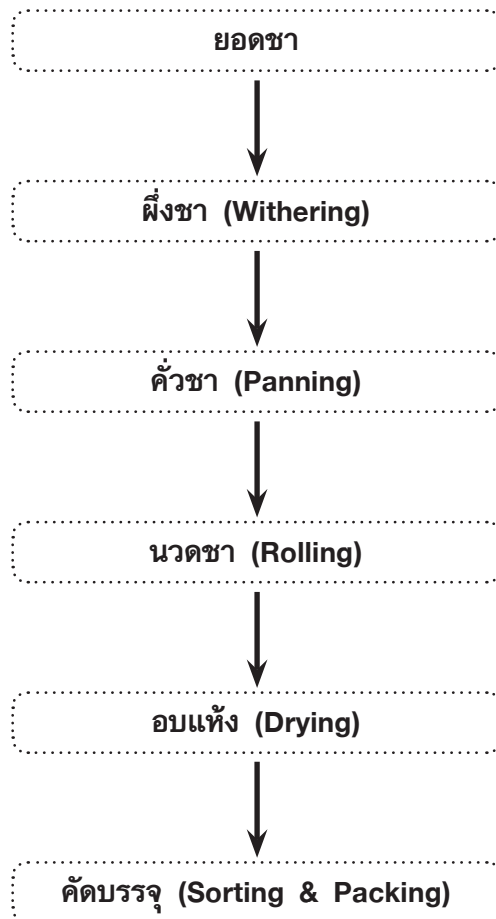 ยอดชา
ผึ่งชา (Withering)
คั่วชา (Panning)
นวดชา (Rolling)
อบแห้ง (Drying)
คัดบรรจุ (Sorting & Packing)